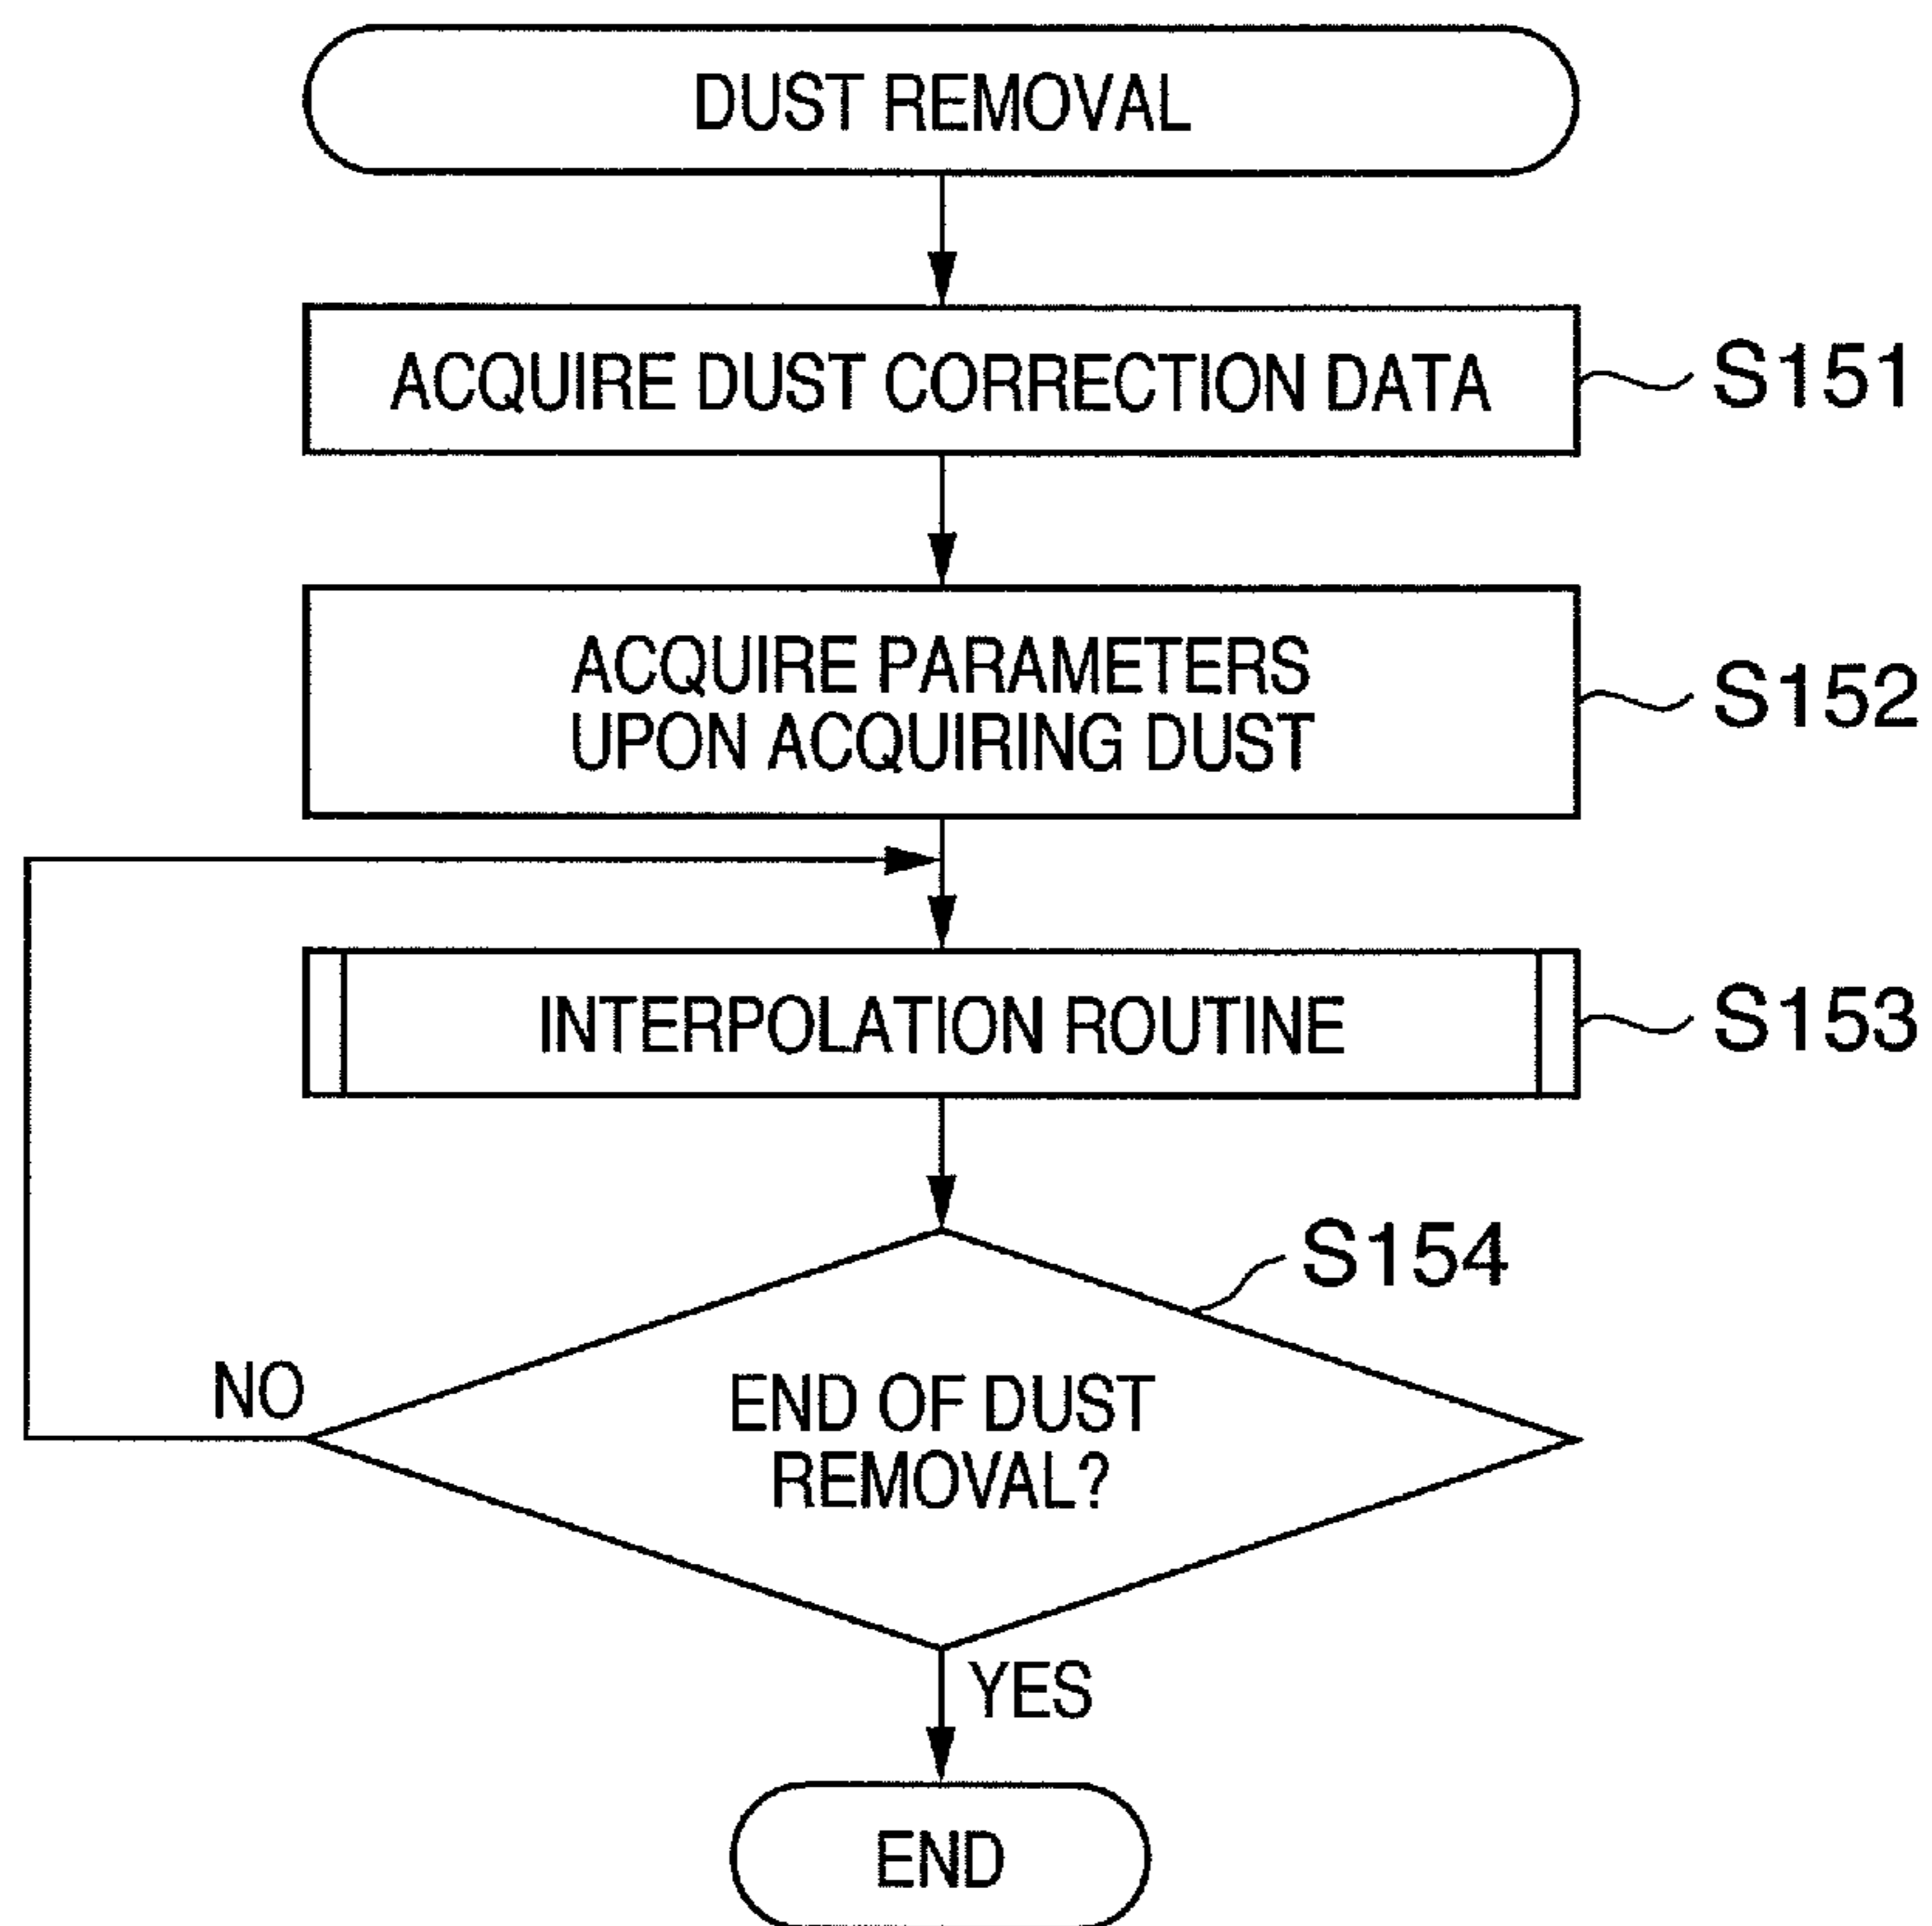 DUST REMOVAL
ACQUIRE DUST CORRECTION DATA
S151
ACQUIRE PARAMETERS
UPON ACQUIRING DUST
S152
INTERPOLATION ROUTINE
S153
S154
NO
END OF DUST
REMOVAL?
YES
END